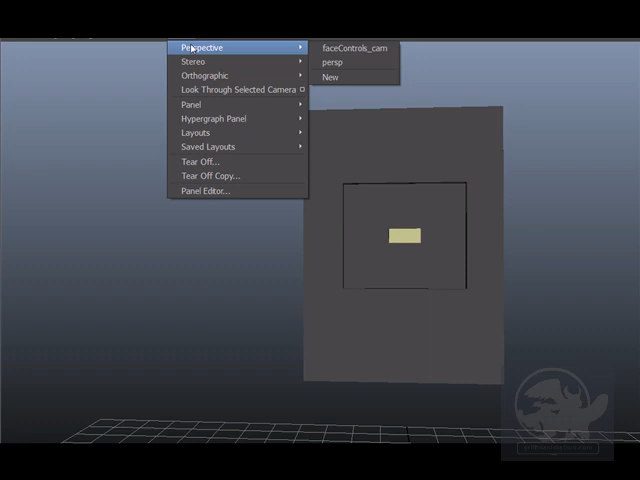 Perspective
faceControls_cam
Stereo
persp
Orthographic
New
Look Through Selected Camera
Panel
Hypergraph Panel
Layouts
Saved Layouts
Tear Off...
Tear Off Copy...
Panel Editor...